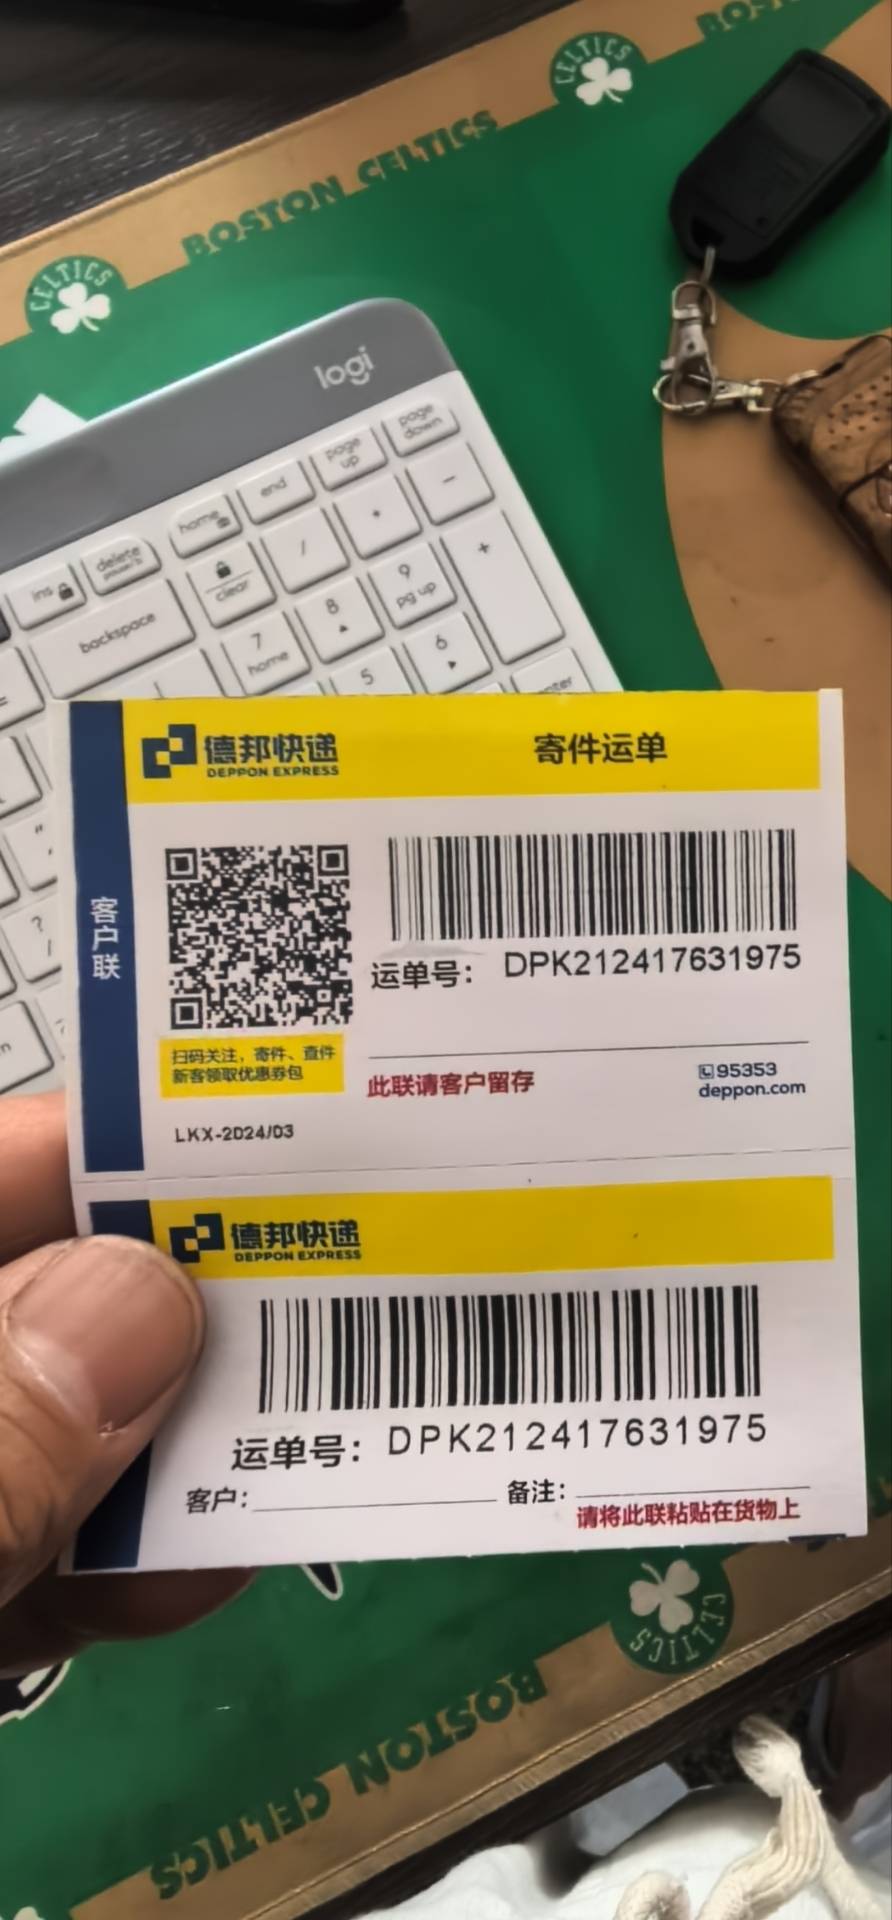 BOSTON
CELTICS
BOSTON CELTICS
CELTICS
logi
page up
page down
home
end
ins
delete
backspace
clear
/
*
-
+
7
home
8
9
pg up
5
6
德邦快递
DEPPON EXPRESS
寄件运单
客户联
运单号: DPK212417631975
扫码关注，寄件、查件
新客领取优惠券包
此联请客户留存
95353
deppon.com
LKX-2024/03
德邦快递
DEPPON EXPRESS
运单号: DPK212417631975
客户:
备注:
请将此联粘贴在货物上
CELTICS
BOSTON CELTICS